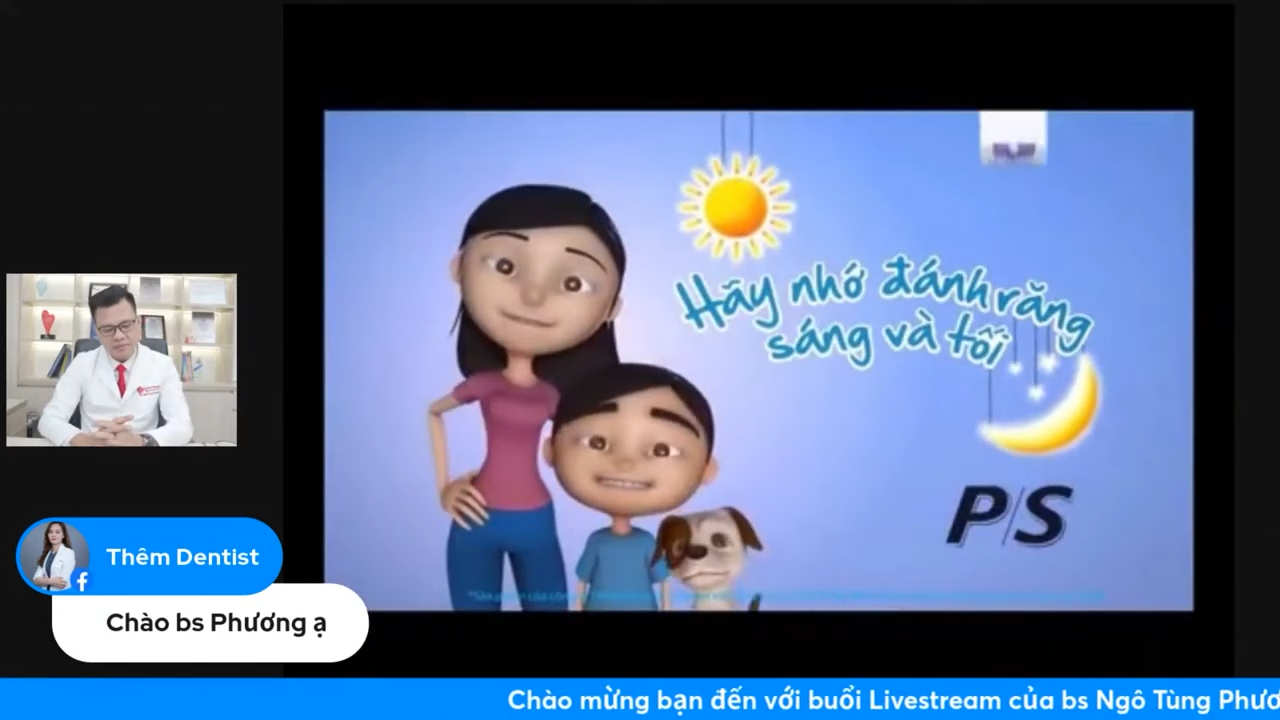 Hãy nhớ đánh răng
sáng và tối
P/S
Thêm Dentist
Chào bs Phương ạ
Chào mừng bạn đến với buổi Livestream của bs Ngô Tùng Phươ